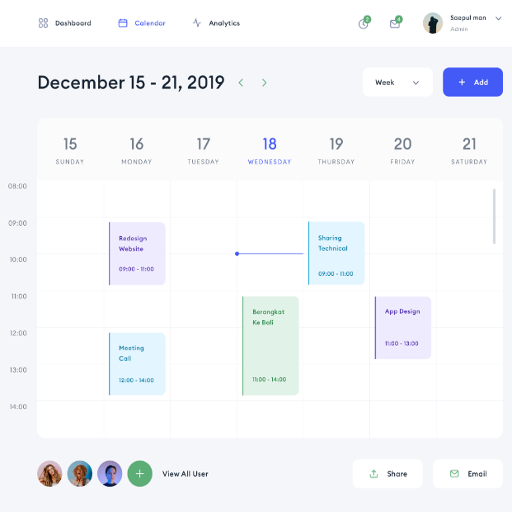 Dashboard
Calendar
Analytics
2
4
Saapul man
Admin
December 15 - 21, 2019
Week
+ Add
15
SUNDAY
16
MONDAY
17
TUESDAY
18
WEDNESDAY
19
THURSDAY
20
FRIDAY
21
SATURDAY
08:00
09:00
10:00
11:00
12:00
13:00
14:00
Redesign
Website
09:00 - 11:00
Meeting
Call
12:00 - 14:00
Berangkat
Ke Bali
11:00 - 14:00
Sharing
Technical
09:00 - 11:00
App Design
11:00 - 13:00
View All User
Share
Email